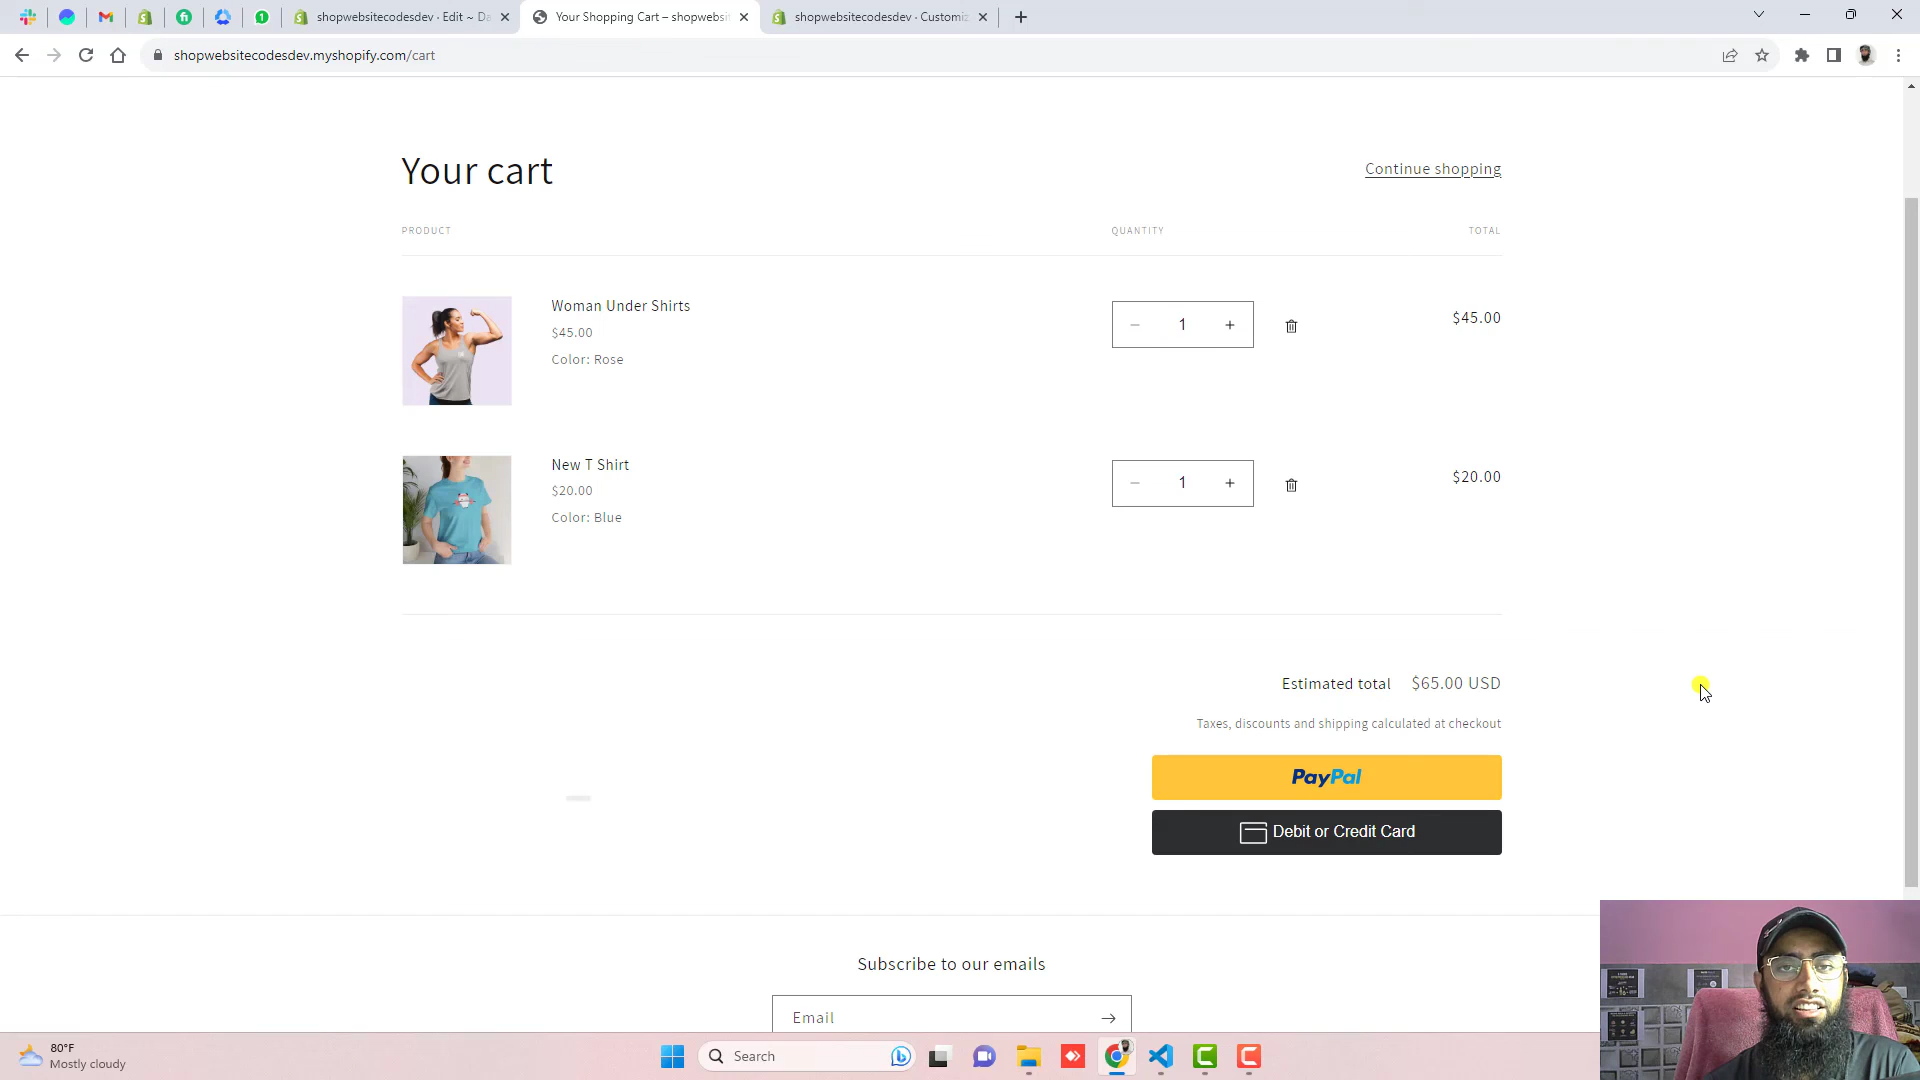 shopwebsitecodesdev · Edit ~ Da
Your Shopping Cart – shopwebsit
shopwebsitecodesdev · Customiz
shopwebsitecodesdev.myshopify.com/cart
Your cart
Continue shopping
PRODUCT
QUANTITY
TOTAL
Woman Under Shirts
$45.00
Color: Rose
1
$45.00
New T Shirt
$20.00
Color: Blue
1
$20.00
Estimated total $65.00 USD
Taxes, discounts and shipping calculated at checkout
PayPal
Debit or Credit Card
Subscribe to our emails
Email
80°F
Mostly cloudy
Search